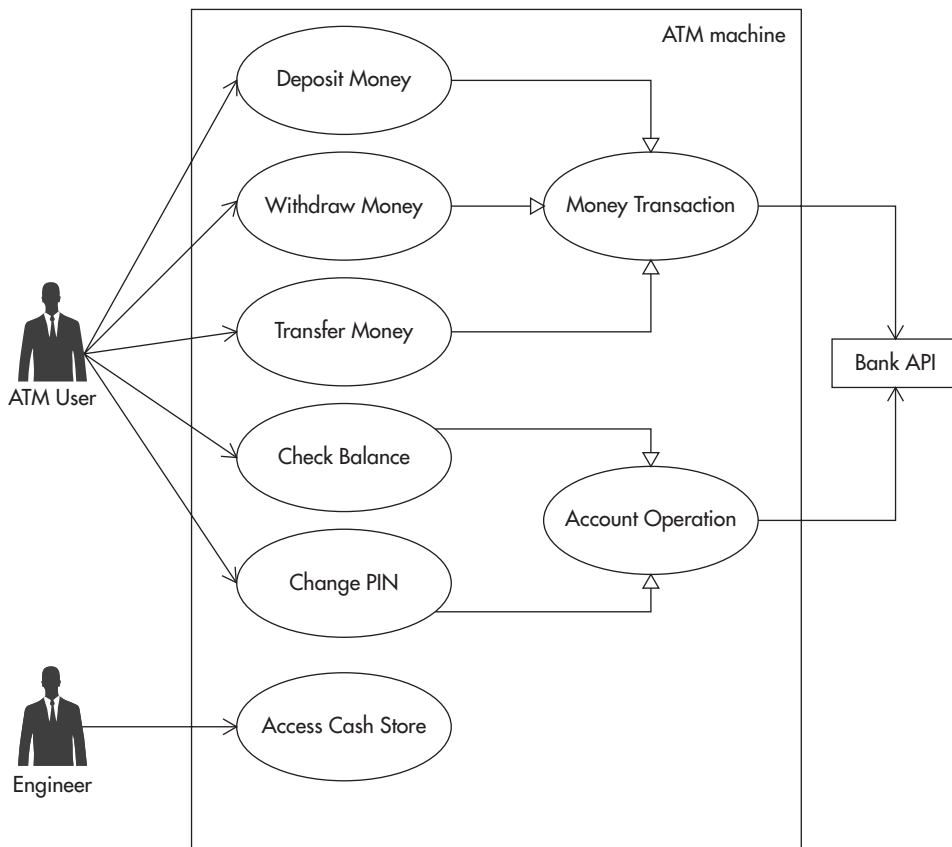 ATM machine
Deposit Money
Withdraw Money
Money Transaction
Transfer Money
Bank API
ATM User
Check Balance
Account Operation
Change PIN
Access Cash Store
Engineer